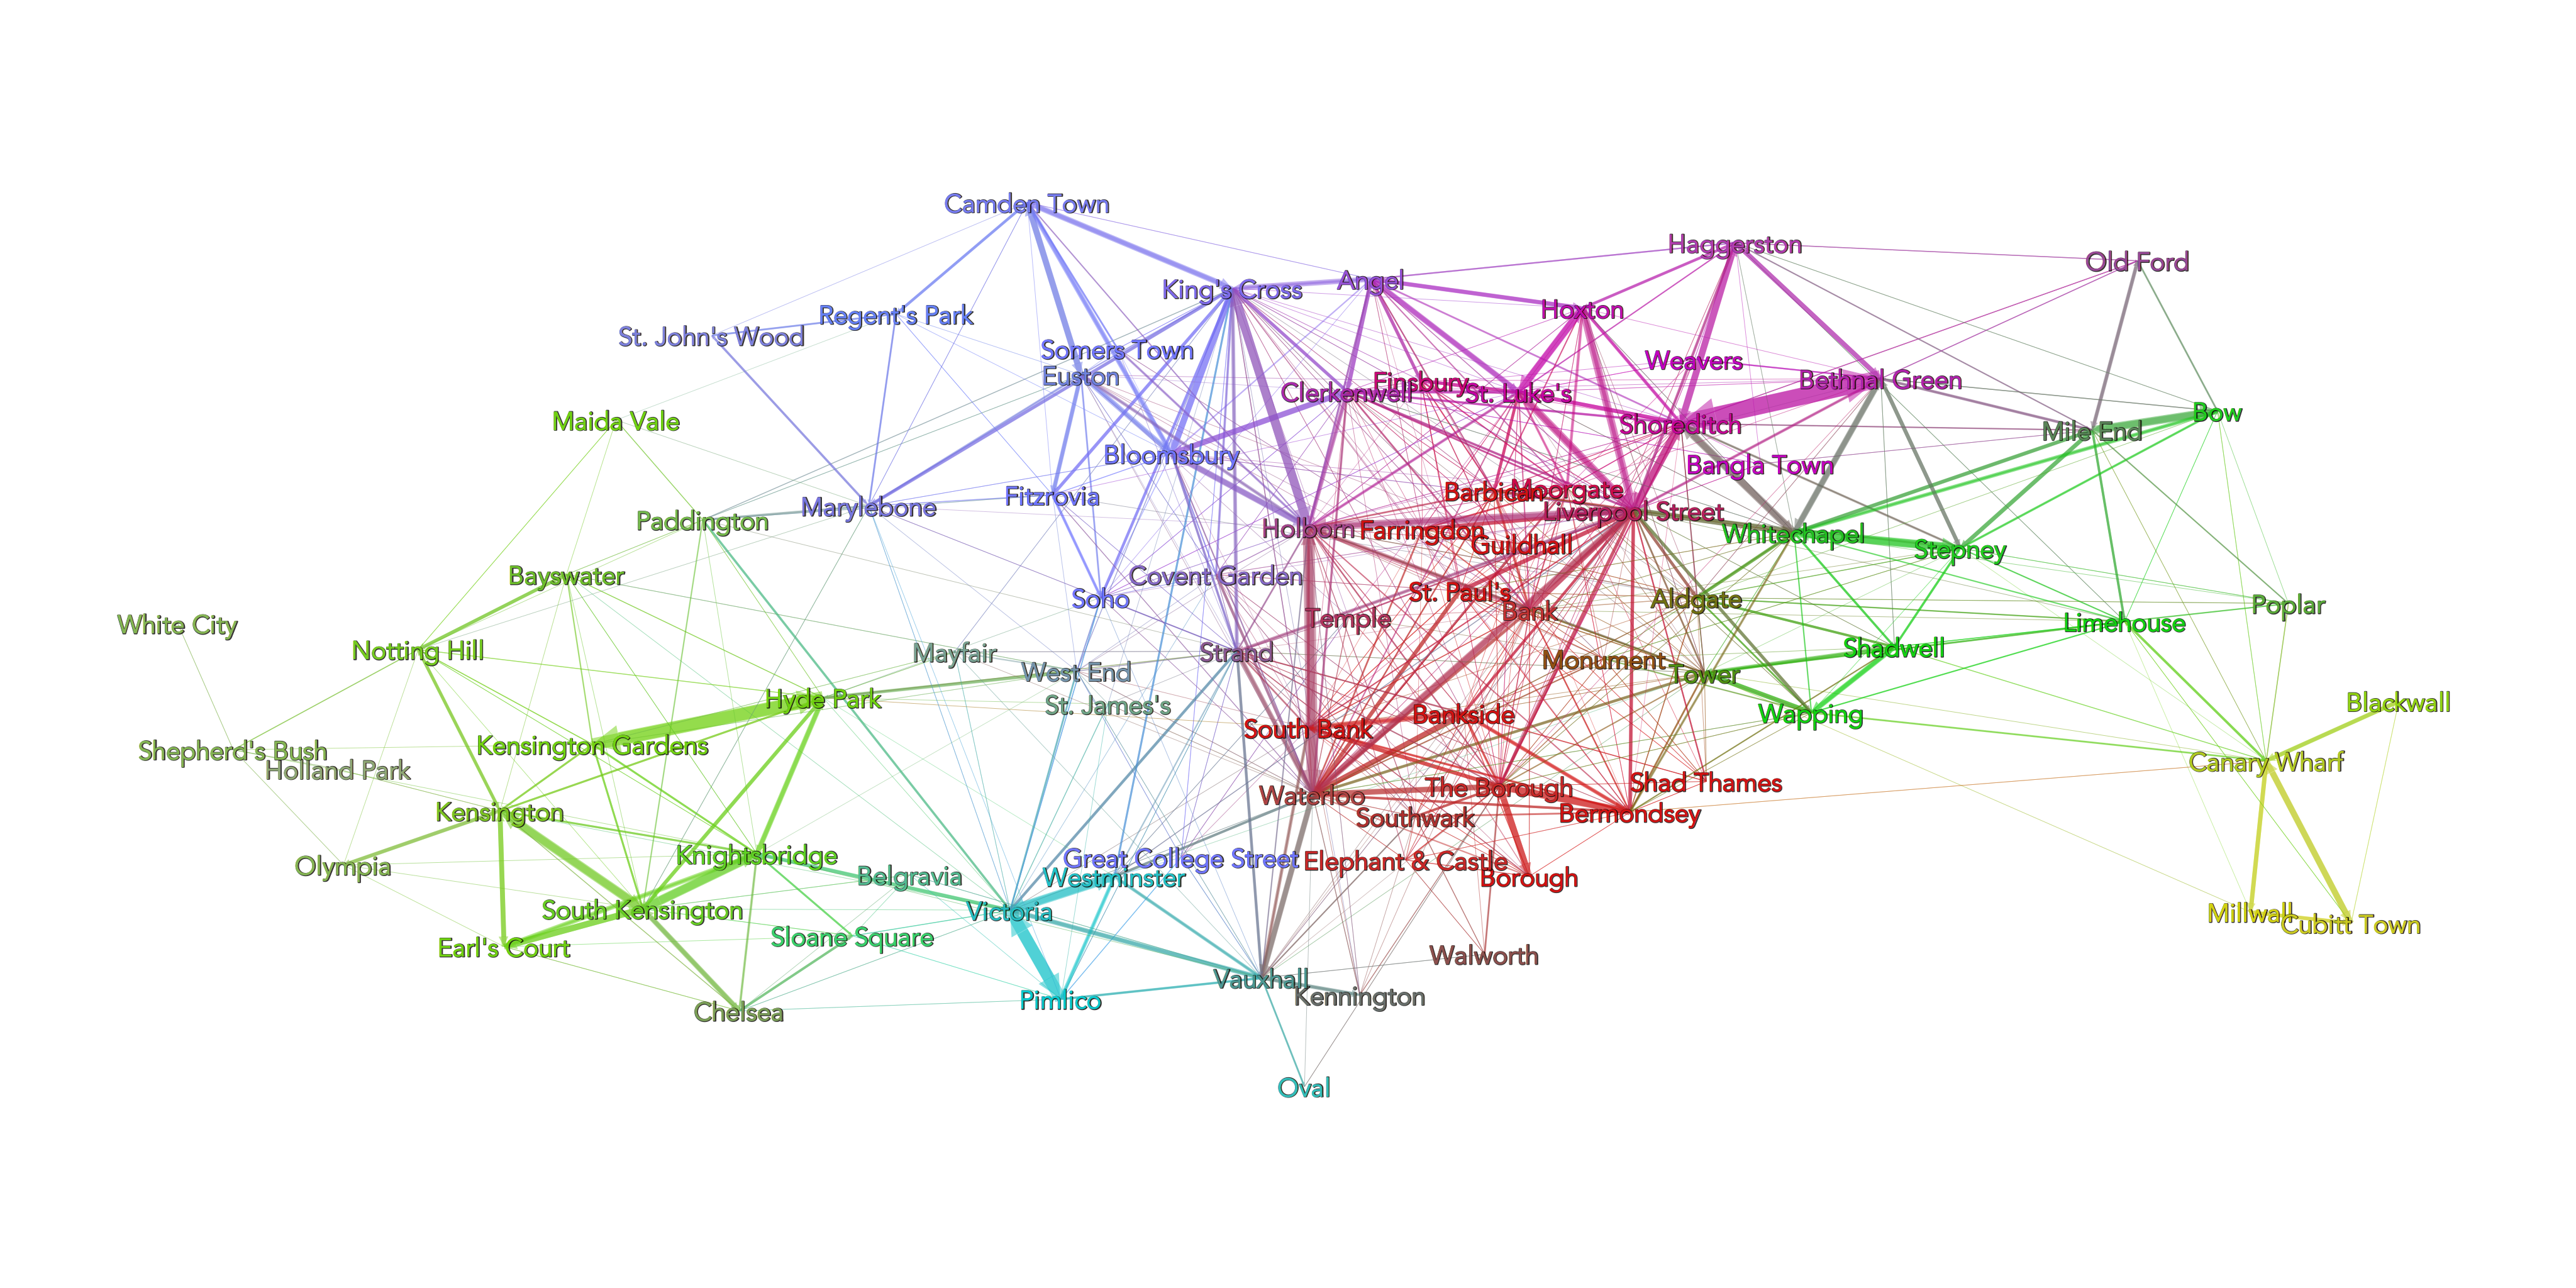 Camden Town
Haggerston
Old Ford
Angel
King's Cross
Hoxton
Regent's Park
St. John's Wood
Somers Town
Weavers
Euston
Bethnal Green
Finsbury
Clerkenwell
St. Luke's
Bow
Maida Vale
Shoreditch
Mile End
Bloomsbury
Bangla Town
Moorgate
Barbican
Fitzrovia
Marylebone
Liverpool Street
Paddington
Holborn
Farringdon
Whitechapel
Guildhall
Stepney
Bayswater
Covent Garden
St. Paul's
Soho
Aldgate
Poplar
Bank
Temple
Limehouse
White City
Shadwell
Notting Hill
Mayfair
Strand
Monument
West End
Tower
Hyde Park
St. James's
Blackwall
Wapping
Bankside
South Bank
Kensington Gardens
Shepherd's Bush
Canary Wharf
Holland Park
Shad Thames
The Borough
Waterloo
Kensington
Bermondsey
Southwark
Knightsbridge
Great College Street
Elephant & Castle
Olympia
Belgravia
Westminster
Borough
South Kensington
Victoria
Millwall
Cubitt Town
Sloane Square
Earl's Court
Walworth
Vauxhall
Kennington
Pimlico
Chelsea
Oval